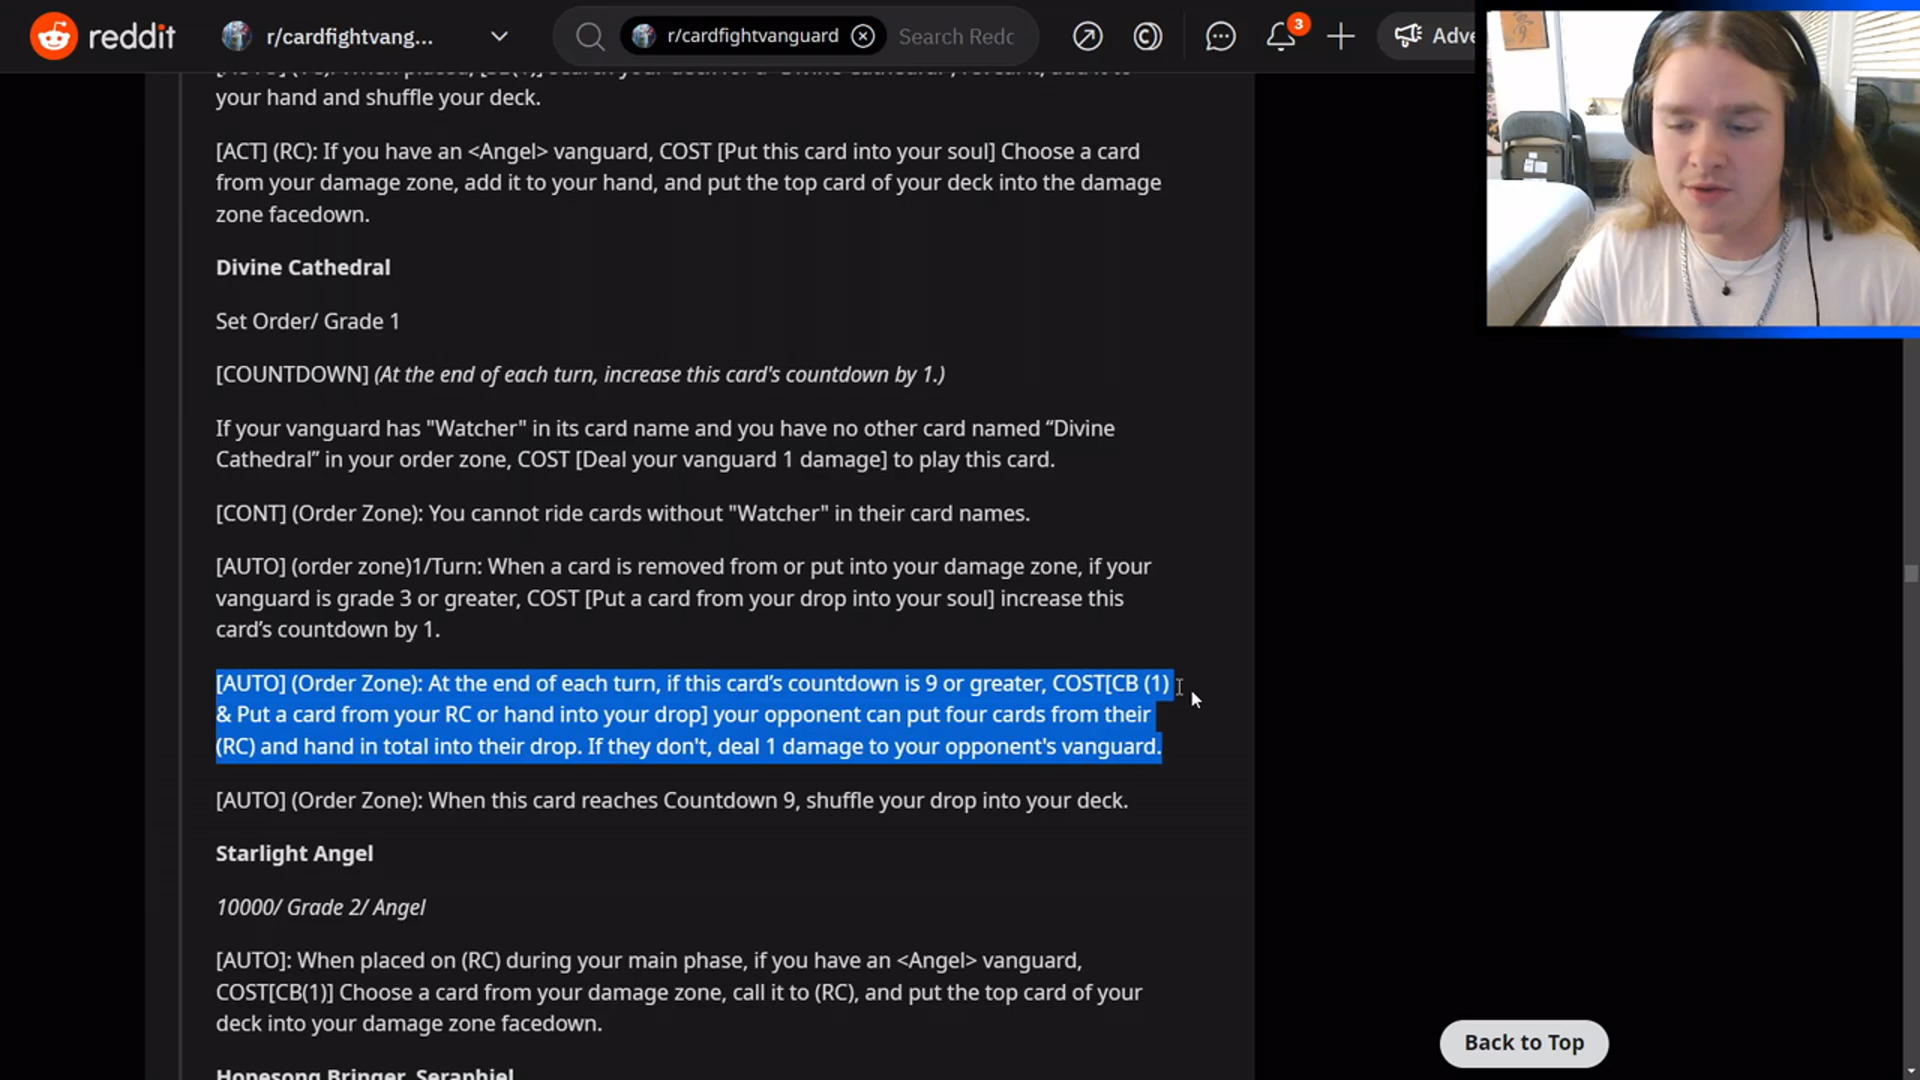 reddit
r/cardfightvang...
r/cardfightvanguard
Search Redc
3
Adve
your hand and shuffle your deck.
[ACT] (RC): If you have an <Angel> vanguard, COST [Put this card into your soul] Choose a card
from your damage zone, add it to your hand, and put the top card of your deck into the damage
zone facedown.
Divine Cathedral
Set Order/ Grade 1
[COUNTDOWN] (At the end of each turn, increase this card's countdown by 1.)
If your vanguard has "Watcher" in its card name and you have no other card named “Divine
Cathedral” in your order zone, COST [Deal your vanguard 1 damage] to play this card.
[CONT] (Order Zone): You cannot ride cards without "Watcher" in their card names.
[AUTO] (order zone)1/Turn: When a card is removed from or put into your damage zone, if your
vanguard is grade 3 or greater, COST [Put a card from your drop into your soul] increase this
card’s countdown by 1.
[AUTO] (Order Zone): At the end of each turn, if this card’s countdown is 9 or greater, COST[CB (1)
& Put a card from your RC or hand into your drop] your opponent can put four cards from their
(RC) and hand in total into their drop. If they don't, deal 1 damage to your opponent's vanguard.
[AUTO] (Order Zone): When this card reaches Countdown 9, shuffle your drop into your deck.
Starlight Angel
10000/ Grade 2/ Angel
[AUTO]: When placed on (RC) during your main phase, if you have an <Angel> vanguard,
COST[CB(1)] Choose a card from your damage zone, call it to (RC), and put the top card of your
deck into your damage zone facedown.
Hopesong Bringer, Seraphiel
Back to Top